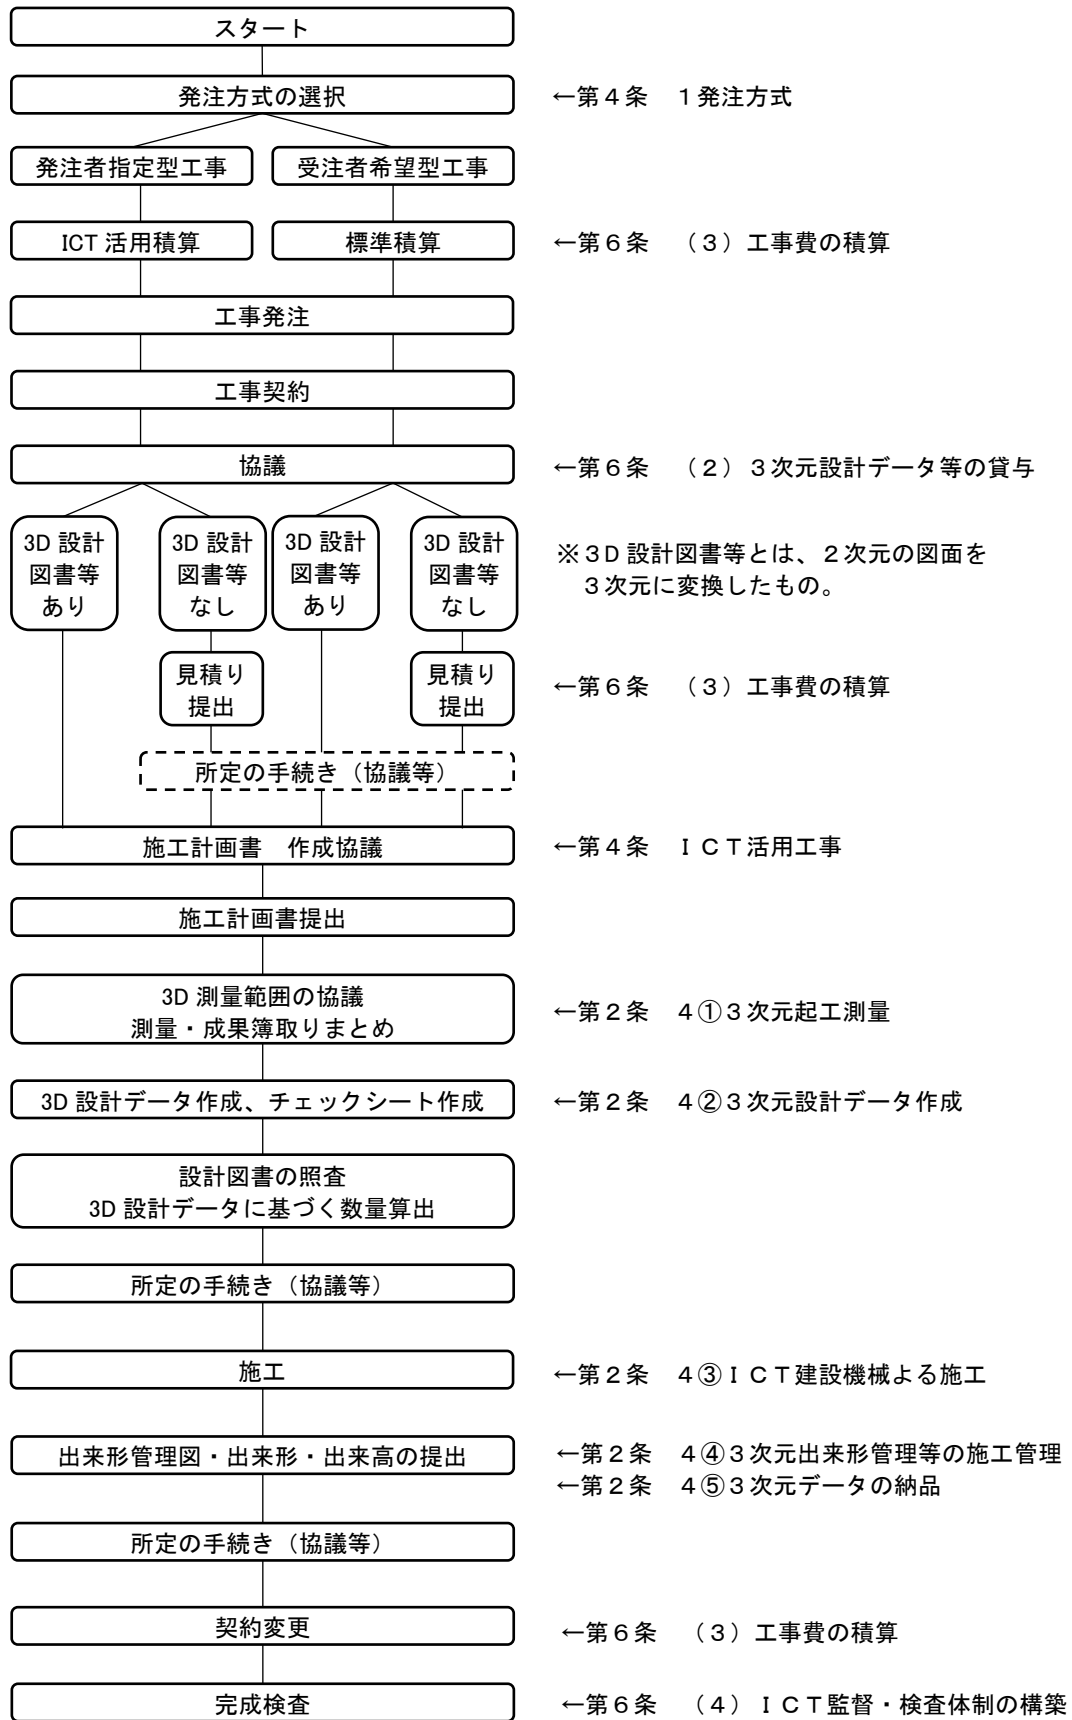 スタート
発注方式の選択
←第４条　１発注方式
発注者指定型工事
受注者希望型工事
ICT 活用積算
標準積算
←第６条　（３）工事費の積算
工事発注
工事契約
協議
←第６条　（２）３次元設計データ等の貸与
3D 設計
図書等
あり
3D 設計
図書等
なし
3D 設計
図書等
あり
3D 設計
図書等
なし
※３D 設計図書等とは、２次元の図面を
３次元に変換したもの。
見積り
提出
見積り
提出
←第６条　（３）工事費の積算
所定の手続き（協議等）
施工計画書　作成協議
←第４条　ＩＣＴ活用工事
施工計画書提出
3D 測量範囲の協議
測量・成果簿取りまとめ
←第２条　４①３次元起工測量
3D 設計データ作成、チェックシート作成
←第２条　４②３次元設計データ作成
設計図書の照査
3D 設計データに基づく数量算出
所定の手続き（協議等）
施工
←第２条　４③ＩＣＴ建設機械よる施工
出来形管理図・出来形・出来高の提出
←第２条　４④３次元出来形管理等の施工管理
←第２条　４⑤３次元データの納品
所定の手続き（協議等）
契約変更
←第６条　（３）工事費の積算
完成検査
←第６条　（４）ＩＣＴ監督・検査体制の構築